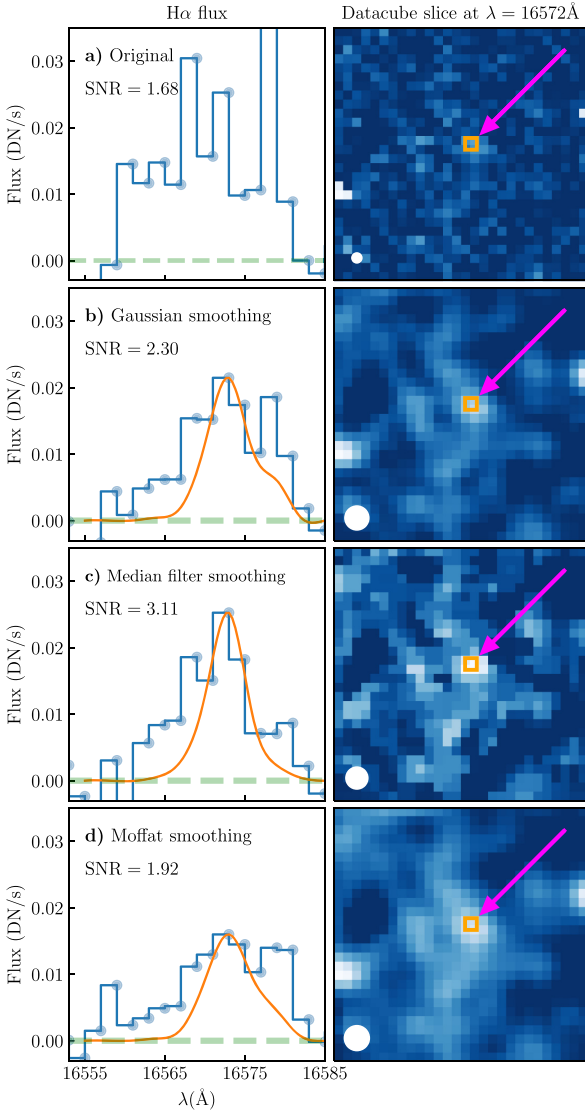 Hα flux
Datacube slice at λ = 16572Å
Flux (DN/s)
0.03
0.02
0.01
0.00
a) Original
SNR = 1.68
Flux (DN/s)
0.03
0.02
0.01
0.00
b) Gaussian smoothing
SNR = 2.30
Flux (DN/s)
0.03
0.02
0.01
0.00
c) Median filter smoothing
SNR = 3.11
Flux (DN/s)
0.03
0.02
0.01
0.00
d) Moffat smoothing
SNR = 1.92
16555 16565 16575 16585
λ(Å)